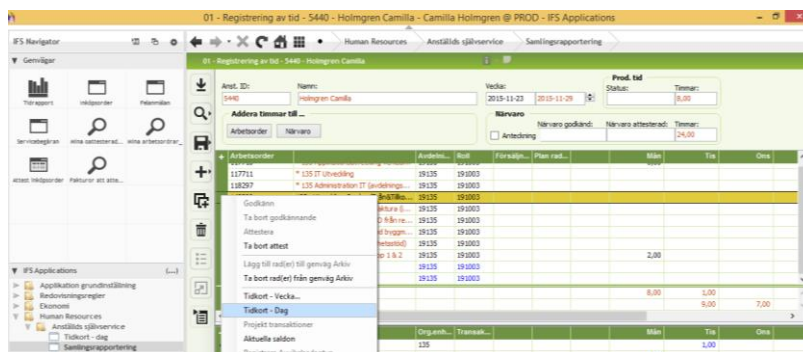 01 - Registrering av tid - 5440 - Holmgren Camilla - Camilla Holmgren @ PROD - IFS Applications
IFS Navigator
Human Resources
Anställds självservice
Samlingsrapportering
Genvägar
01 - Registrering av tid - 5440 - Holmgren Camilla
Tidrapport
Inköpsorder
Felanmälan
Servicebegäran
Mina oattesterad...
Mina arbetsordrar_
Attest inköpsorder
Fakturor att atte...
Anst. ID:
Namn:
Vecka:
Prod. tid
Status:
Timmar:
5440
Holmgren Camilla
2015-11-23
2015-11-29
8,00
Addera timmar till ...
Närvaro
Arbetsorder
Närvaro
Närvaro godkänd:
Närvaro attesterad:
Timmar:
Anteckning
24,00
Arbetsorder
Avdelni...
Roll
Försäljn...
Plan rad...
Mån
Tis
Ons
117711
* 135 IT Utveckling
19135
191003
118297
* 135 Administration IT (avdelnings...
19135
191003
19135
191003
19135
191003
19135
191003
19135
191003
19135
191003
19135
191003
2,00
19135
191003
19135
191003
8,00
1,00
9,00
7,00
Godkänn
Ta bort godkännande
Attestera
Ta bort attest
Lägg till rad(er) till genväg Arkiv
Ta bort rad(er) från genväg Arkiv
Tidkort - Vecka...
Tidkort - Dag
Projekt transaktioner
Aktuella saldon
IFS Applications
(...)
Applikation grundinställning
Redovisningsregler
Ekonomi
Human Resources
Anställds självservice
Tidkort - dag
Samlingsrapportering
Org.enh...
Transak...
Mån
Tis
Ons
135
1,00